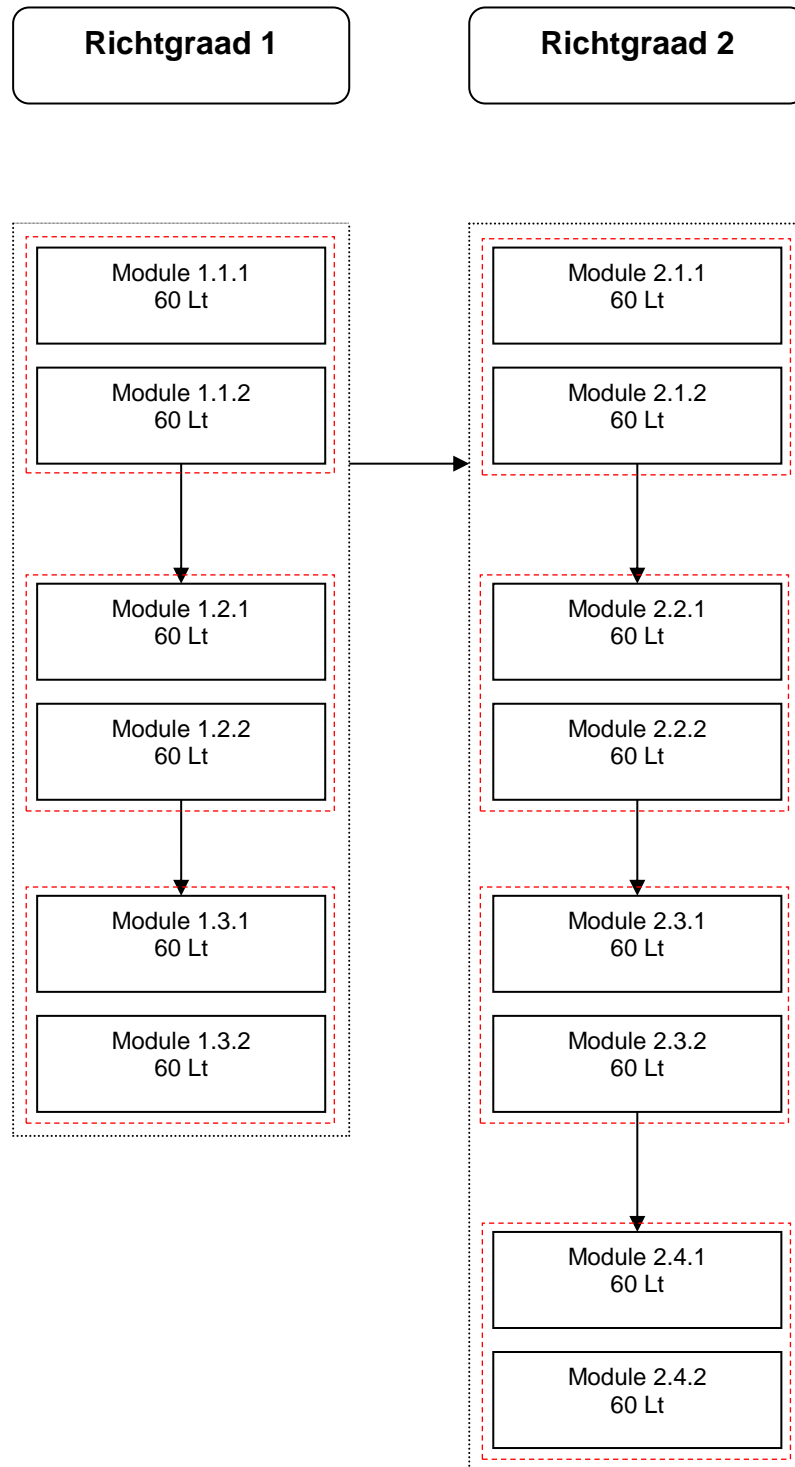 Richtgraad 1
Richtgraad 2
Module 1.1.1
60 Lt
Module 1.1.2
60 Lt
Module 1.2.1
60 Lt
Module 1.2.2
60 Lt
Module 1.3.1
60 Lt
Module 1.3.2
60 Lt
Module 2.1.1
60 Lt
Module 2.1.2
60 Lt
Module 2.2.1
60 Lt
Module 2.2.2
60 Lt
Module 2.3.1
60 Lt
Module 2.3.2
60 Lt
Module 2.4.1
60 Lt
Module 2.4.2
60 Lt